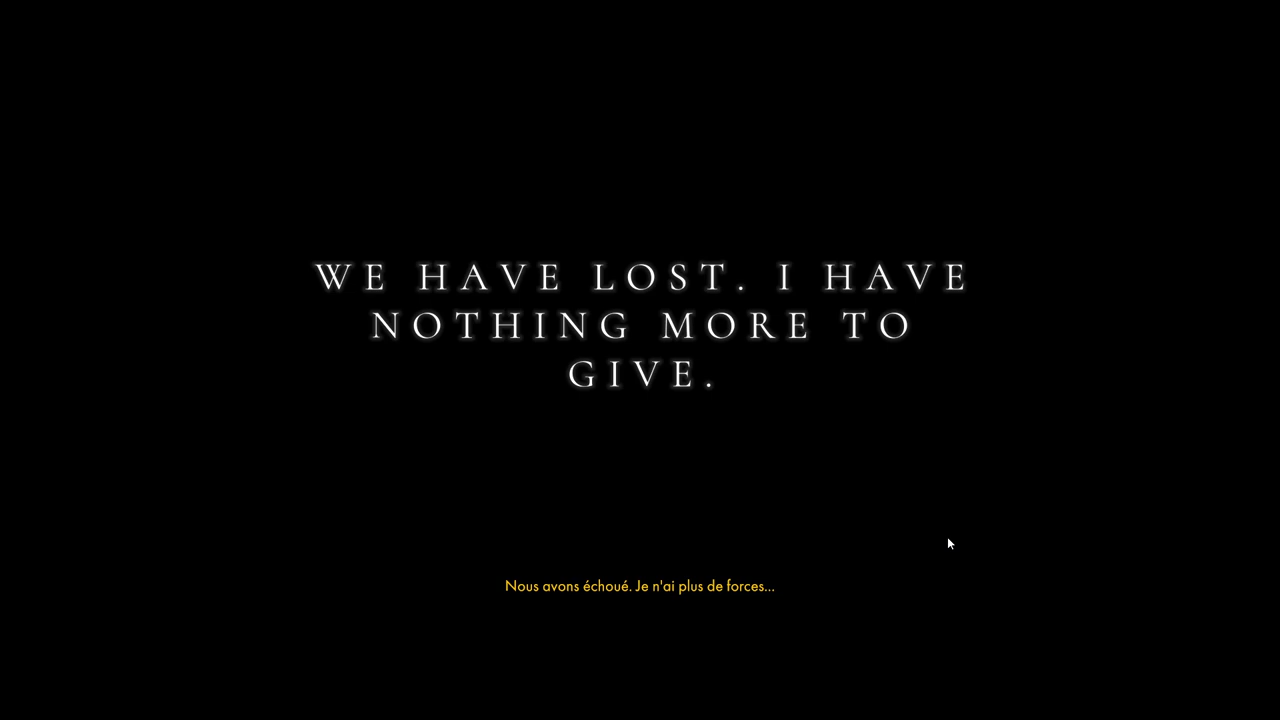 WE HAVE LOST. I HAVE
NOTHING MORE TO
GIVE.
Nous avons échoué. Je n'ai plus de forces...